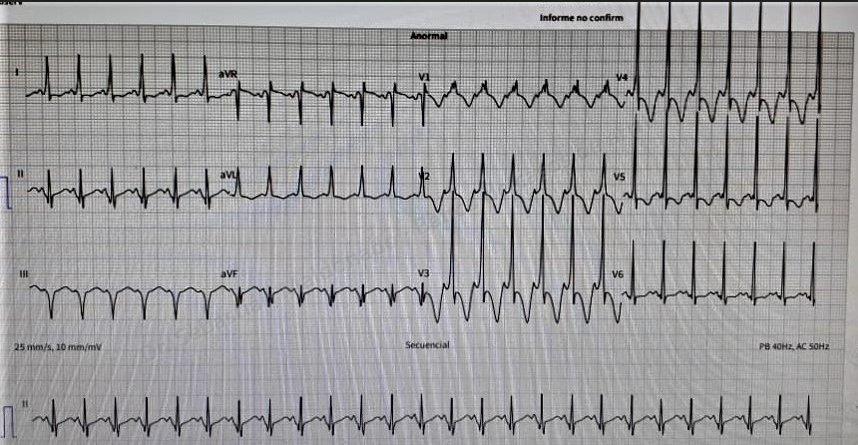 Informe no confirm
Anormal
I aVR V1 V4
II aVL V2 V5
III aVF V3 V6
25 mm/s, 10 mm/mV Secuencial PB 40Hz, AC 50Hz
II